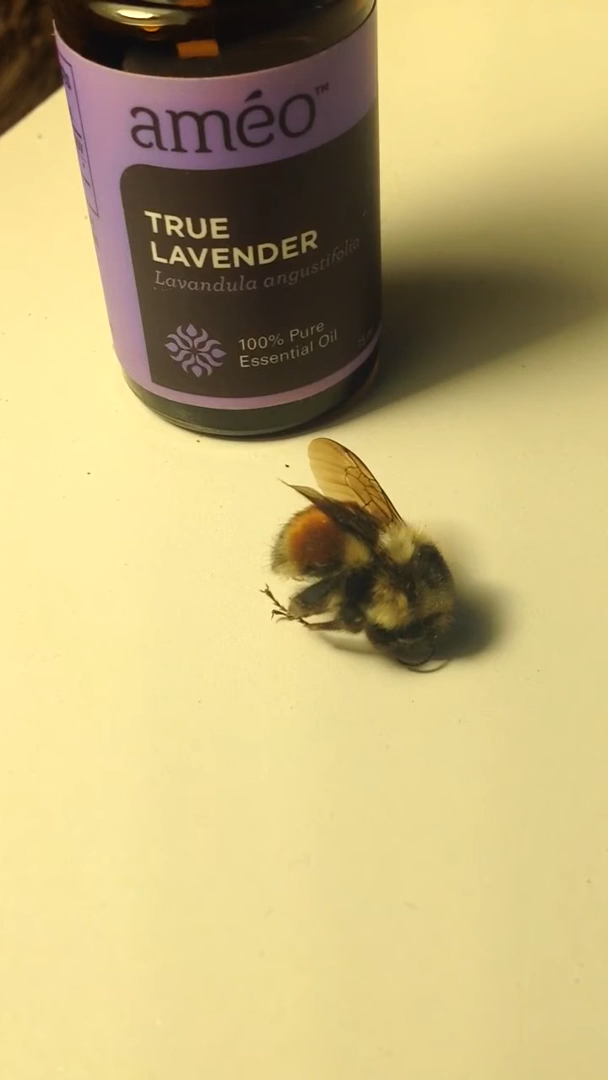 améo™
TRUE
LAVENDER
Lavandula angustifolia
100% Pure
Essential Oil